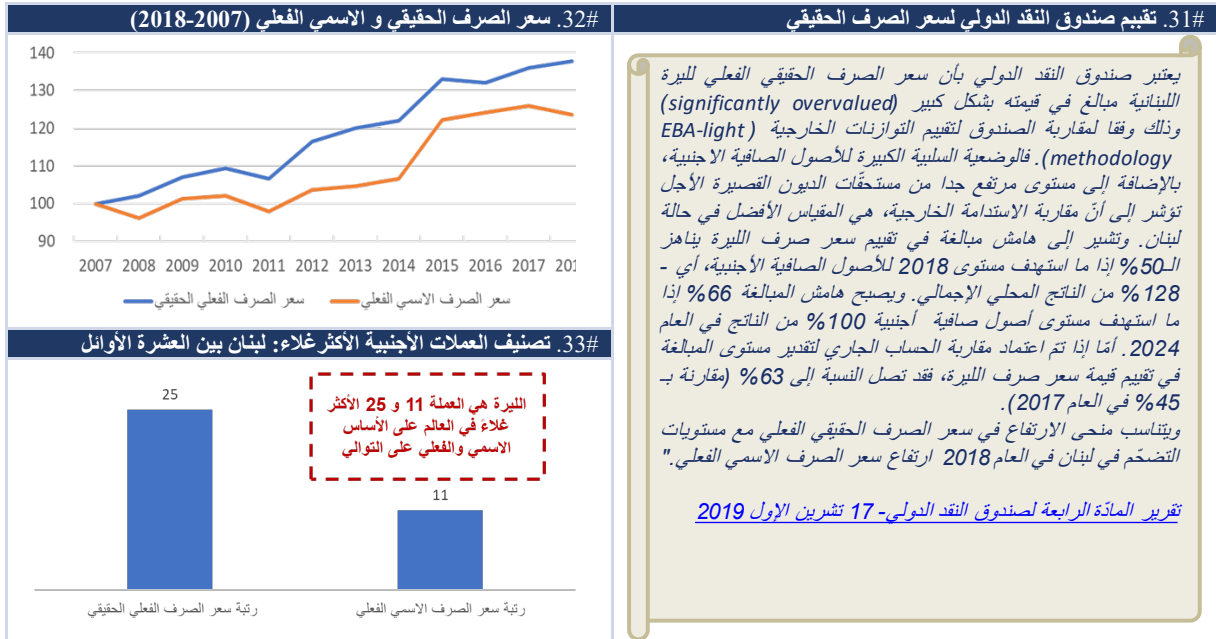 #31. تقييم صندوق النقد الدولي لسعر الصرف الحقيقي
يعتبر صندوق النقد الدولي بأن سعر الصرف الحقيقي الفعلي لليرة
اللبنانية مبالغ في قيمته بشكل كبير (significantly overvalued)
وذلك وفقا لمقاربة الصندوق لتقييم التوازنات الخارجية (EBA-light
methodology). فالوضعية السلبية الكبيرة للأصول الصافية الاجنبية،
بالإضافة إلى مستوى مرتفع جدا من مستحقّات الديون القصيرة الأجل
تؤشر إلى أنّ مقاربة الاستدامة الخارجية، هي المقياس الأفضل في حالة
لبنان. وتشير إلى هامش مبالغة في تقييم سعر صرف الليرة يناهز
الـ50% إذا ما استهدف مستوى 2018 للأصول الصافية الأجنبية، أي -
128% من الناتج المحلي الإجمالي. ويصبح هامش المبالغة 66% إذا
ما استهدف مستوى أصول صافية أجنبية 100% من الناتج في العام
2024. أمّا إذا تمّ اعتماد مقاربة الحساب الجاري لتقدير مستوى المبالغة
في تقييم قيمة سعر صرف الليرة، فقد تصل النسبة إلى 63% (مقارنة بـ
45% في العام 2017).
ويتناسب منحى الارتفاع في سعر الصرف الحقيقي الفعلي مع مستويات
التضخّم في لبنان في العام 2018 ارتفاع سعر الصرف الاسمي الفعلي."
تقرير المادّة الرابعة لصندوق النقد الدولي- 17 تشرين الإول 2019
#32. سعر الصرف الحقيقي و الاسمي الفعلي (2007-2018)
140
130
120
110
100
90
2007 2008 2009 2010 2011 2012 2013 2014 2015 2016 2017 201
سعر الصرف الفعلي الحقيقي سعر الصرف الاسمي الفعلي
#33. تصنيف العملات الأجنبية الأكثر غلاء: لبنان بين العشرة الأوائل
الليرة هي العملة 11 و 25 الأكثر
غلاءً في العالم على الأساس
الاسمي والفعلي على التوالي
25
11
رتبة سعر الصرف الفعلي الحقيقي
رتبة سعر الصرف الاسمي الفعلي